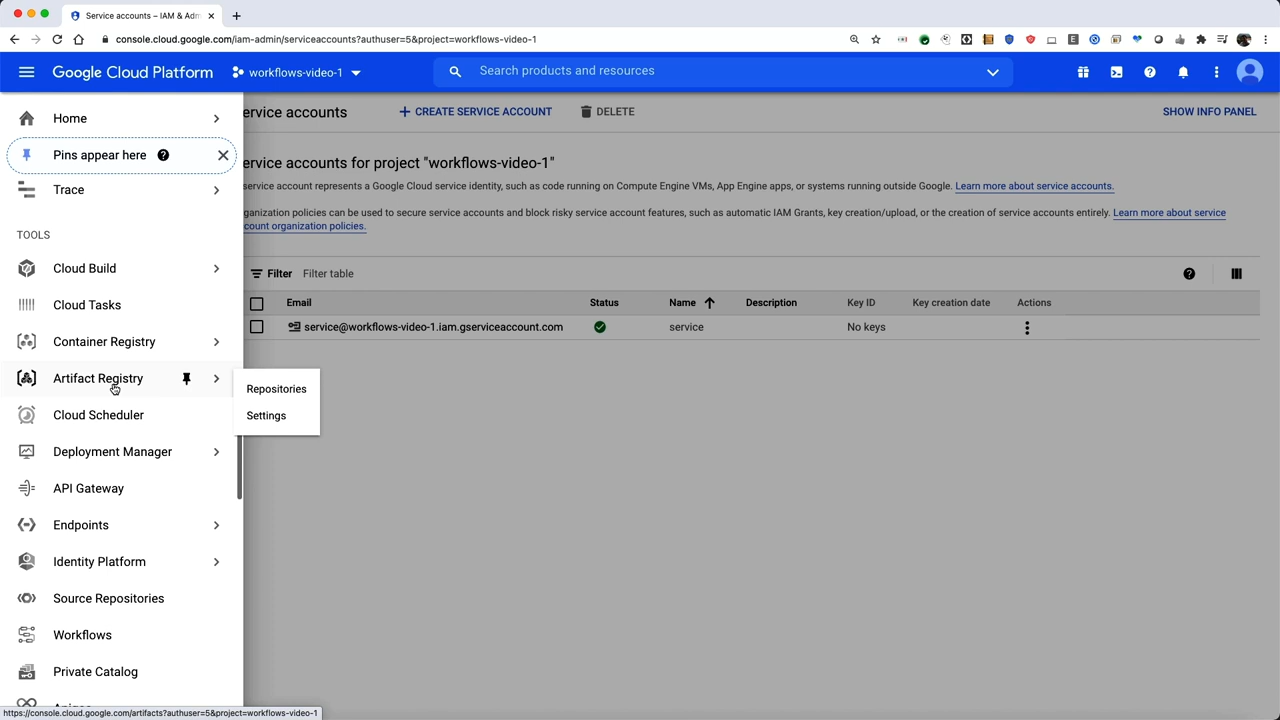 Service accounts – IAM & Adm
console.cloud.google.com/iam-admin/serviceaccounts?authuser=5&project=workflows-video-1
Google Cloud Platform
workflows-video-1
Search products and resources
Home
ervice accounts
CREATE SERVICE ACCOUNT
DELETE
SHOW INFO PANEL
Pins appear here
ervice accounts for project "workflows-video-1"
Trace
service account represents a Google Cloud service identity, such as code running on Compute Engine VMs, App Engine apps, or systems running outside Google. Learn more about service accounts.
ganization policies can be used to secure service accounts and block risky service account features, such as automatic IAM Grants, key creation/upload, or the creation of service accounts entirely. Learn more about service
count organization policies.
TOOLS
Cloud Build
Filter
Filter table
Cloud Tasks
Email
Status
Name
Description
Key ID
Key creation date
Actions
service@workflows-video-1.iam.gserviceaccount.com
service
No keys
Container Registry
Artifact Registry
Repositories
Settings
Cloud Scheduler
Deployment Manager
API Gateway
Endpoints
Identity Platform
Source Repositories
Workflows
Private Catalog
https://console.cloud.google.com/artifacts?authuser=5&project=workflows-video-1